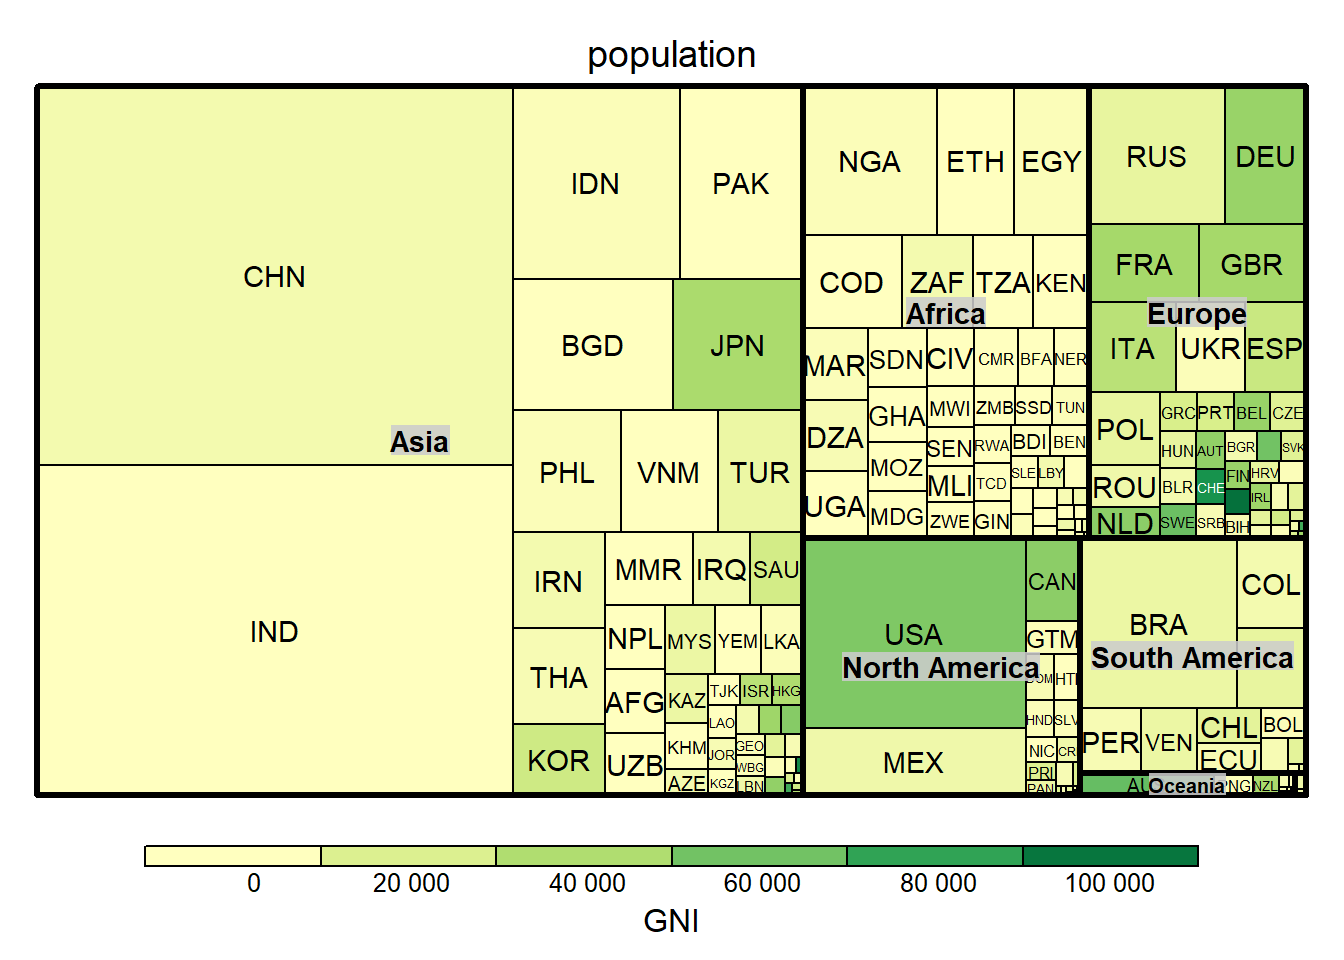 population
CHN
IND
Asia
IDN
PAK
BGD
JPN
PHL
VNM
TUR
IRN
THA
KOR
MMR
IRQ
SAU
NPL
MYS
YEM
LKA
AFG
UZB
KAZ
TJK
ISR
HKG
LAO
KHM
JOR
GEO
WBG
AZE
KGZ
LBN
NGA
ETH
EGY
COD
ZAF
TZA
KEN
Africa
MAR
SDN
CIV
CMR
BFA
NER
DZA
GHA
MWI
ZMB
SSD
TUN
SEN
RWA
BDI
BEN
MOZ
MLI
TCD
SLE
LBY
UGA
MDG
ZWE
GIN
RUS
DEU
FRA
GBR
Europe
ITA
UKR
ESP
POL
GRC
PRT
BEL
CZE
HUN
AUT
BGR
SVK
ROU
BLR
CHE
FIN
HRV
IRL
NLD
SWE
SRB
BIH
USA
North America
MEX
CAN
GTM
HTI
HND
SLV
NIC
CRI
PRI
PAN
BRA
COL
South America
PER
VEN
CHL
BOL
ECU
Oceania
NZL
0 20 000 40 000 60 000 80 000 100 000
GNI